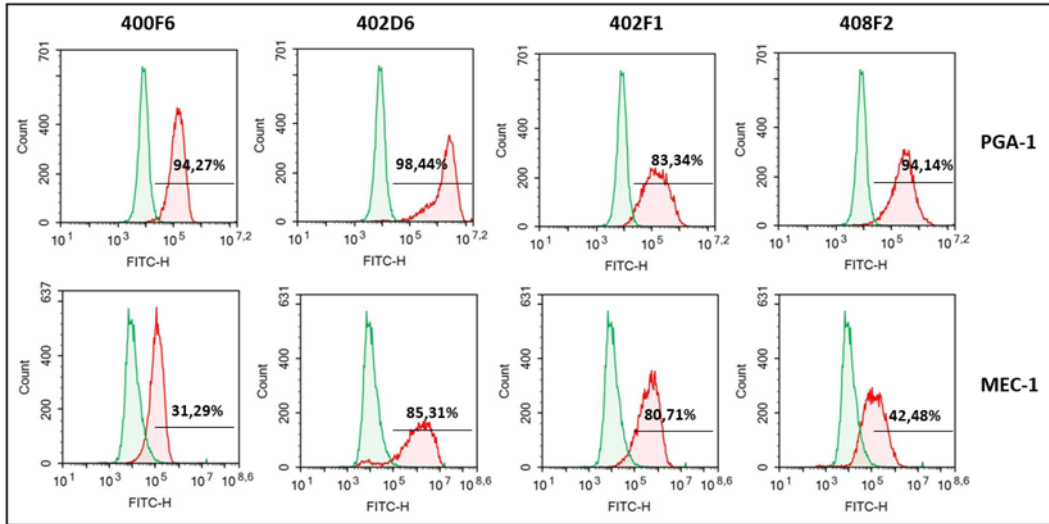 400F6 402D6 402F1 408F2
701 701 701 701
Count 400 200 0 94,27% 10^1 10^3 10^5 10^7,2 FITC-H
Count 400 200 0 98,44% 10^1 10^3 10^5 10^7,2 FITC-H
Count 400 200 0 83,34% 10^1 10^3 10^5 10^7,2 FITC-H
Count 400 200 0 94,14% 10^1 10^3 10^5 10^7,2 FITC-H
PGA-1
637 631 631 631
Count 400 200 0 31,29% 10^1 10^3 10^5 10^7 10^8,6 FITC-H
Count 400 200 0 85,31% 10^1 10^3 10^5 10^7 10^8,6 FITC-H
Count 400 200 0 80,71% 10^1 10^3 10^5 10^7 10^8,6 FITC-H
Count 400 200 0 42,48% 10^1 10^3 10^5 10^7 10^8,6 FITC-H
MEC-1